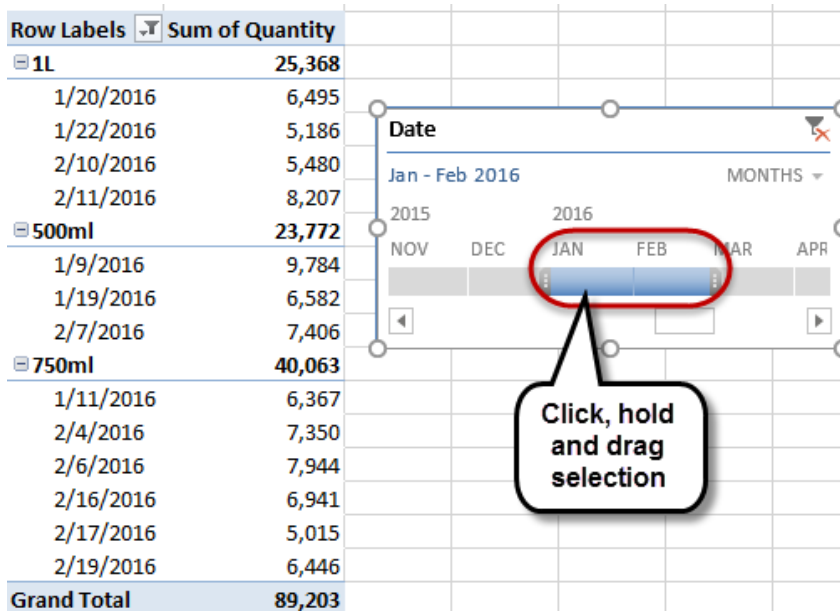 Row Labels Sum of Quantity
1L 25,368
1/20/2016 6,495
1/22/2016 5,186
2/10/2016 5,480
2/11/2016 8,207
500ml 23,772
1/9/2016 9,784
1/19/2016 6,582
2/7/2016 7,406
750ml 40,063
1/11/2016 6,367
2/4/2016 7,350
2/6/2016 7,944
2/16/2016 6,941
2/17/2016 5,015
2/19/2016 6,446
Grand Total 89,203
Date
Jan - Feb 2016 MONTHS
2015 2016
NOV DEC JAN FEB MAR APR
Click, hold
and drag
selection